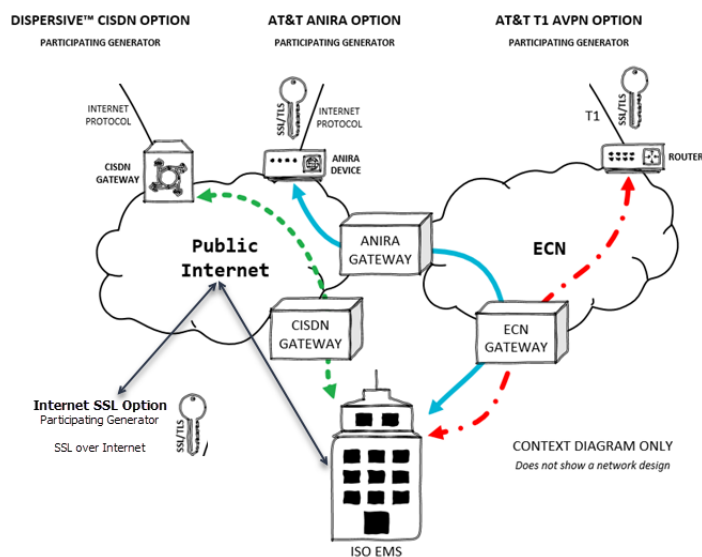 DISPERSIVE™ CISDN OPTION
PARTICIPATING GENERATOR
AT&T ANIRA OPTION
PARTICIPATING GENERATOR
AT&T T1 AVPN OPTION
PARTICIPATING GENERATOR
INTERNET
PROTOCOL
SSL/TLS
INTERNET
PROTOCOL
SSL/TLS
T1
CISDN
GATEWAY
ANIRA
DEVICE
ROUTER
Public
Internet
ANIRA
GATEWAY
ECN
CISDN
GATEWAY
ECN
GATEWAY
Internet SSL Option
Participating Generator
SSL over Internet
SSL/TLS
CONTEXT DIAGRAM ONLY
Does not show a network design
ISO EMS